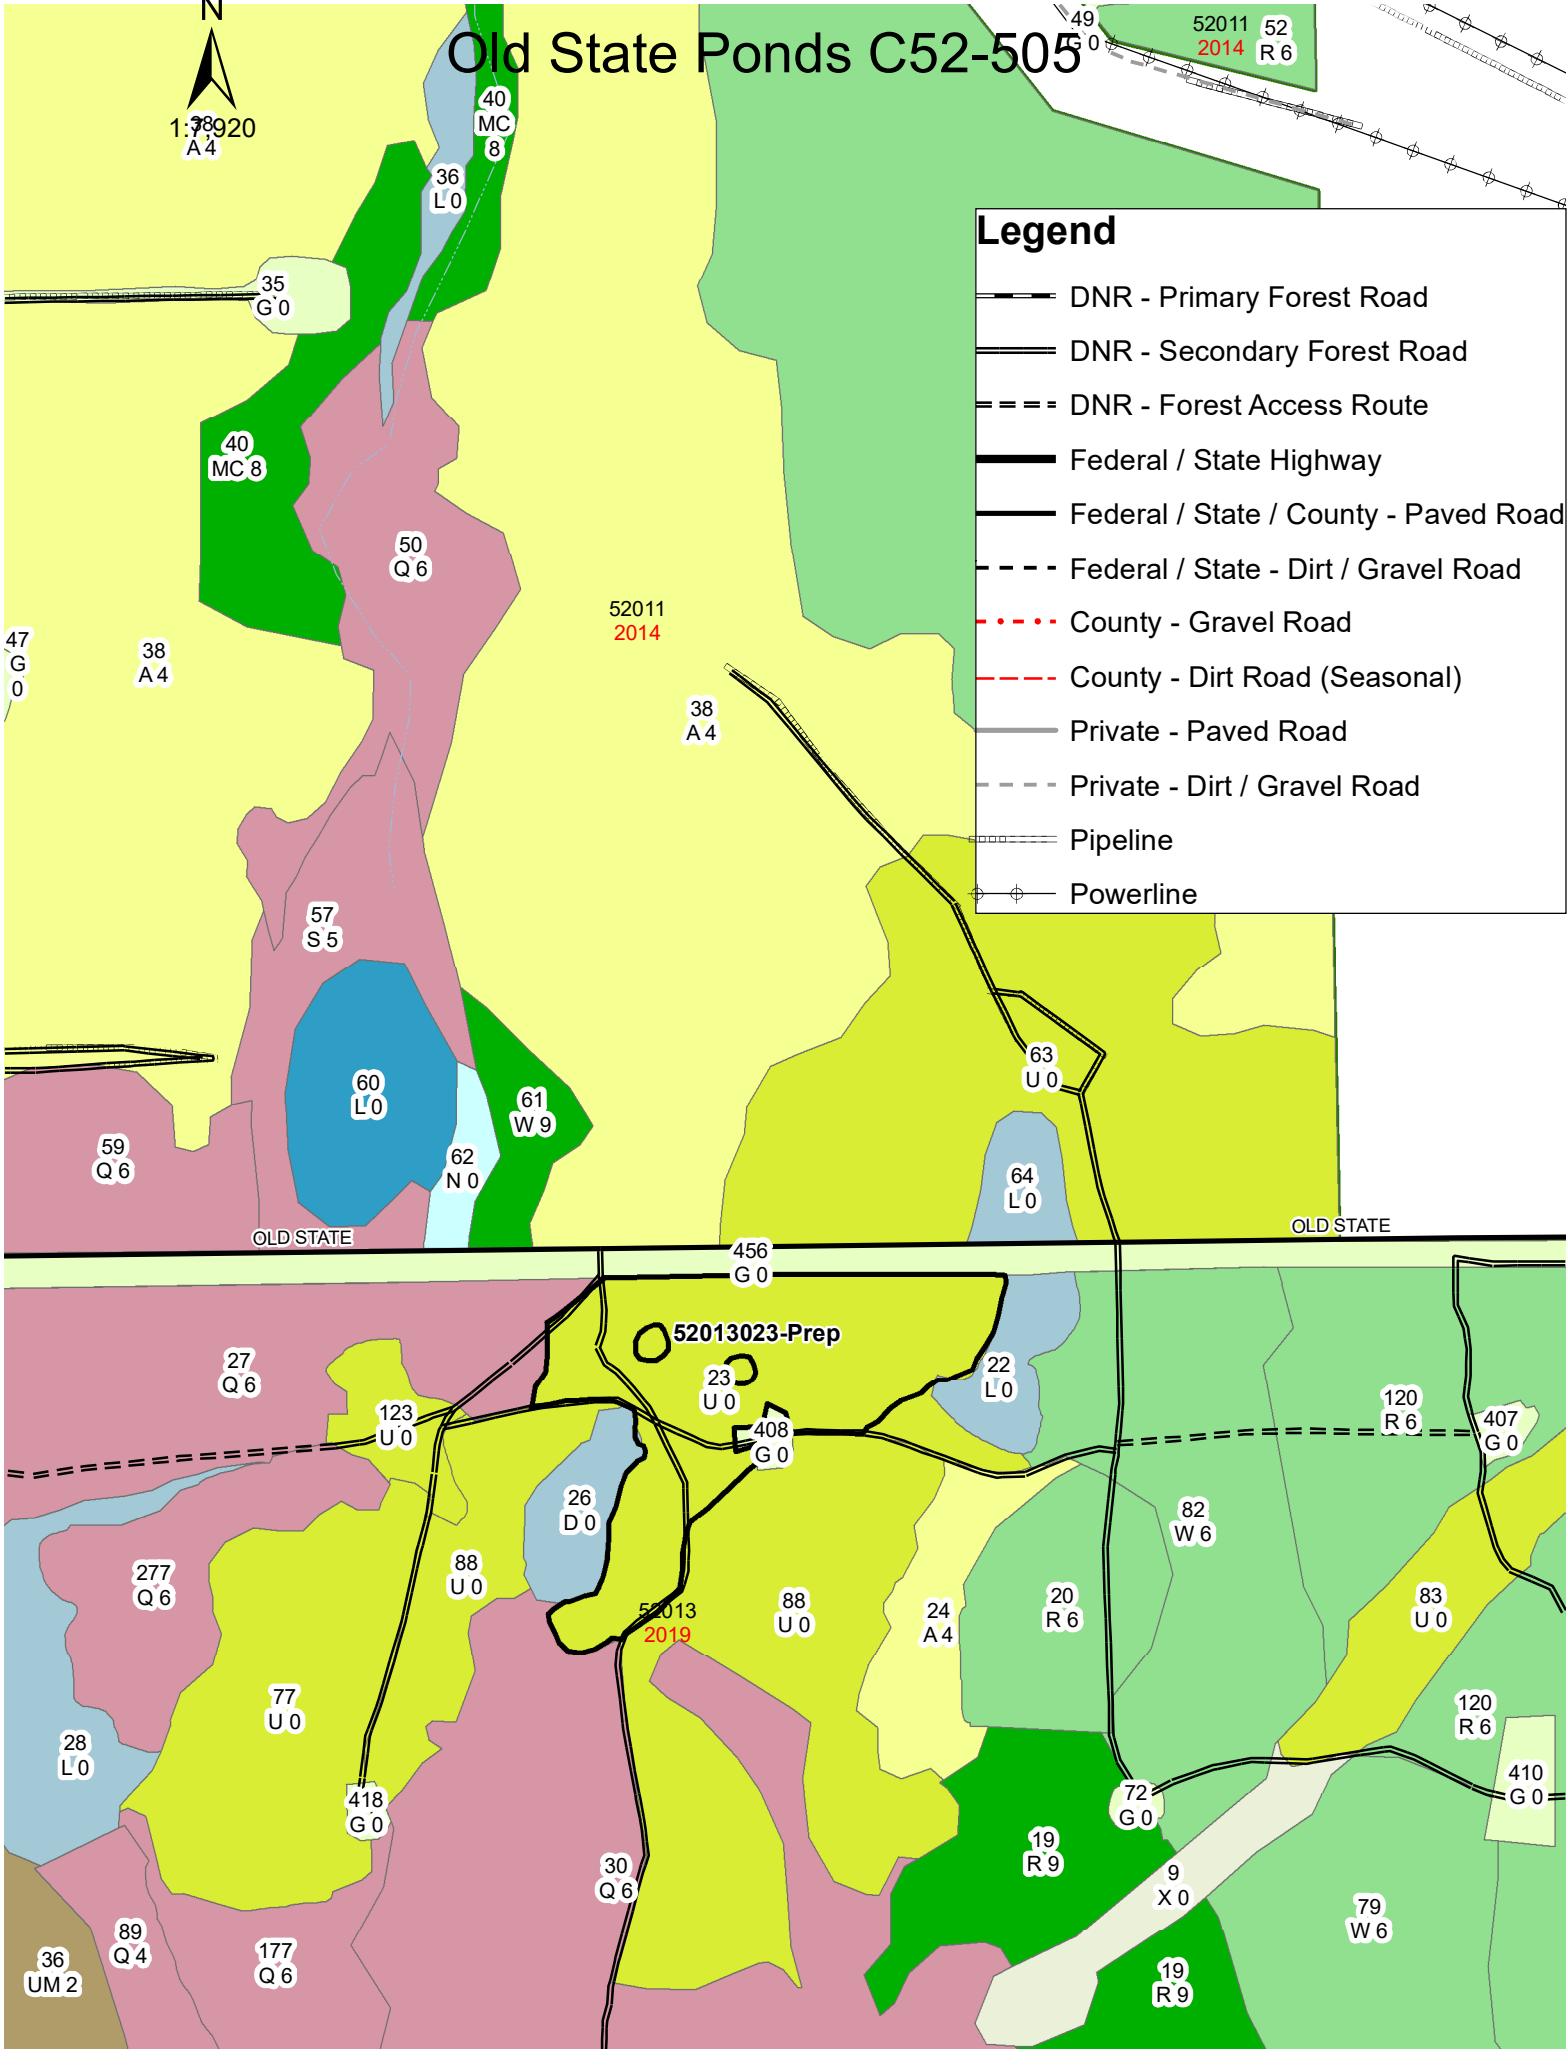 N
Old State Ponds C52-505
49
G 0
52011
2014
52
R 6
1:7,920
38
A 4
40
MC
8
36
L 0
Legend
DNR - Primary Forest Road
DNR - Secondary Forest Road
DNR - Forest Access Route
Federal / State Highway
Federal / State / County - Paved Road
Federal / State - Dirt / Gravel Road
County - Gravel Road
County - Dirt Road (Seasonal)
Private - Paved Road
Private - Dirt / Gravel Road
Pipeline
Powerline
35
G 0
40
MC 8
50
Q 6
52011
2014
47
G
0
38
A 4
38
A 4
57
S 5
63
U 0
60
L 0
61
W 9
59
Q 6
62
N 0
64
L 0
OLD STATE
OLD STATE
456
G 0
52013023-Prep
27
Q 6
23
U 0
22
L 0
123
U 0
120
R 6
407
G 0
408
G 0
26
D 0
82
W 6
277
Q 6
88
U 0
88
U 0
52013
2019
24
A 4
20
R 6
83
U 0
77
U 0
120
R 6
28
L 0
418
G 0
72
G 0
410
G 0
30
Q 6
19
R 9
9
X 0
79
W 6
89
Q 4
177
Q 6
36
UM 2
19
R 9